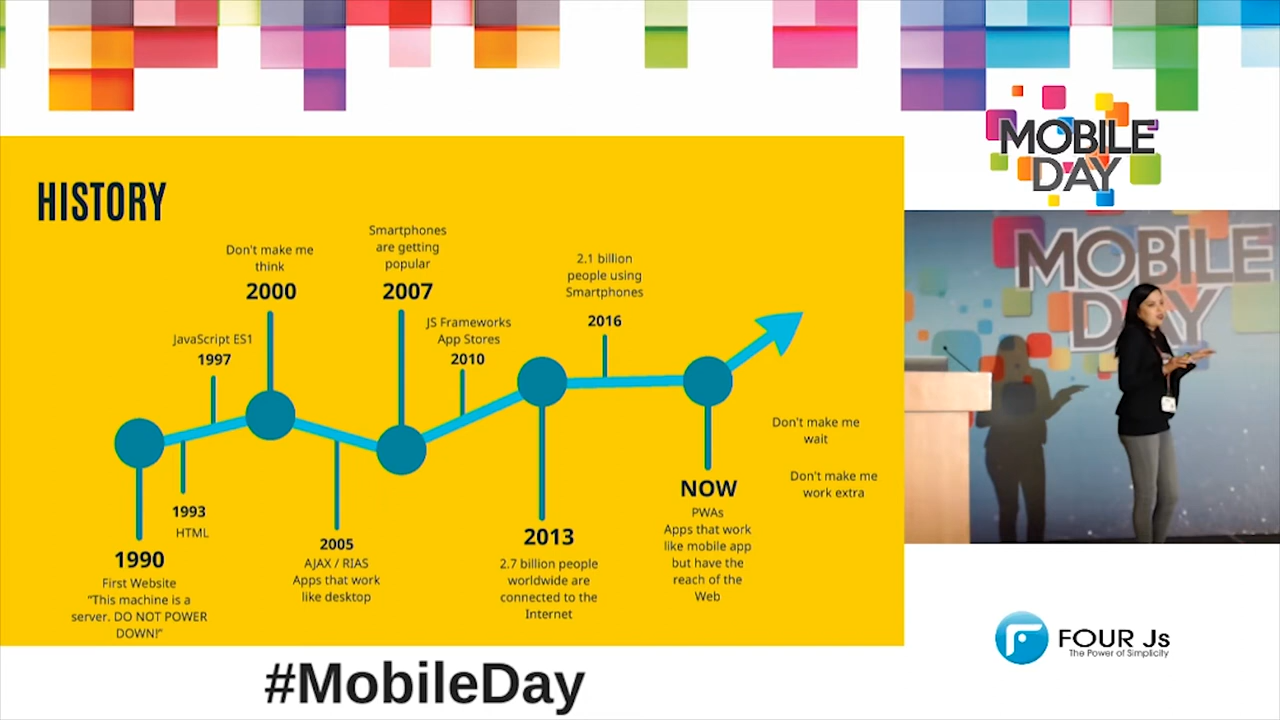 MOBILE
DAY
HISTORY
Don't make me
think
2000
Smartphones
are getting
popular
2007
2.1 billion
people using
Smartphones
2016
JavaScript ES1
1997
JS Frameworks
App Stores
2010
MOBILE
DAY
Don't make me
wait
Don't make me
work extra
1993
HTML
1990
First Website
"This machine is a
server. DO NOT POWER
DOWN!"
2005
AJAX / RIAS
Apps that work
like desktop
2013
2.7 billion people
worldwide are
connected to the
Internet
NOW
PWAs
Apps that work
like mobile app
but have the
reach of the
Web
FOUR Js
The Power of Simplicity
#MobileDay